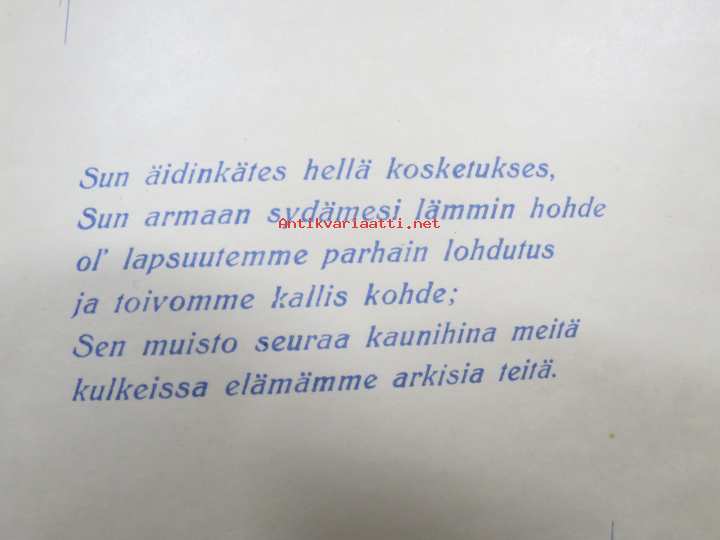 Sun äidinkätes hellä kosketukses,
Sun armaan sydämesi lämmin hohde
Antikvariaatti.net
ol' lapsuutemme parhain lohdutus
ja toivomme kallis kohde;
Sen muisto seuraa kaunihina meitä
kulkeissa elämämme arkisia teitä.